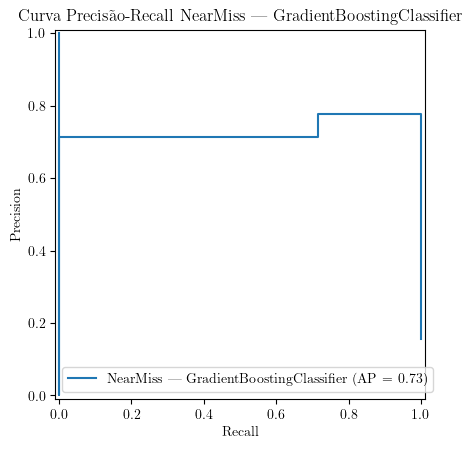 Curva Precisão-Recall NearMiss — GradientBoostingClassifier
1.0
0.8
0.6
0.4
0.2
0.0
Precision
NearMiss — GradientBoostingClassifier (AP = 0.73)
0.0 0.2 0.4 0.6 0.8 1.0
Recall